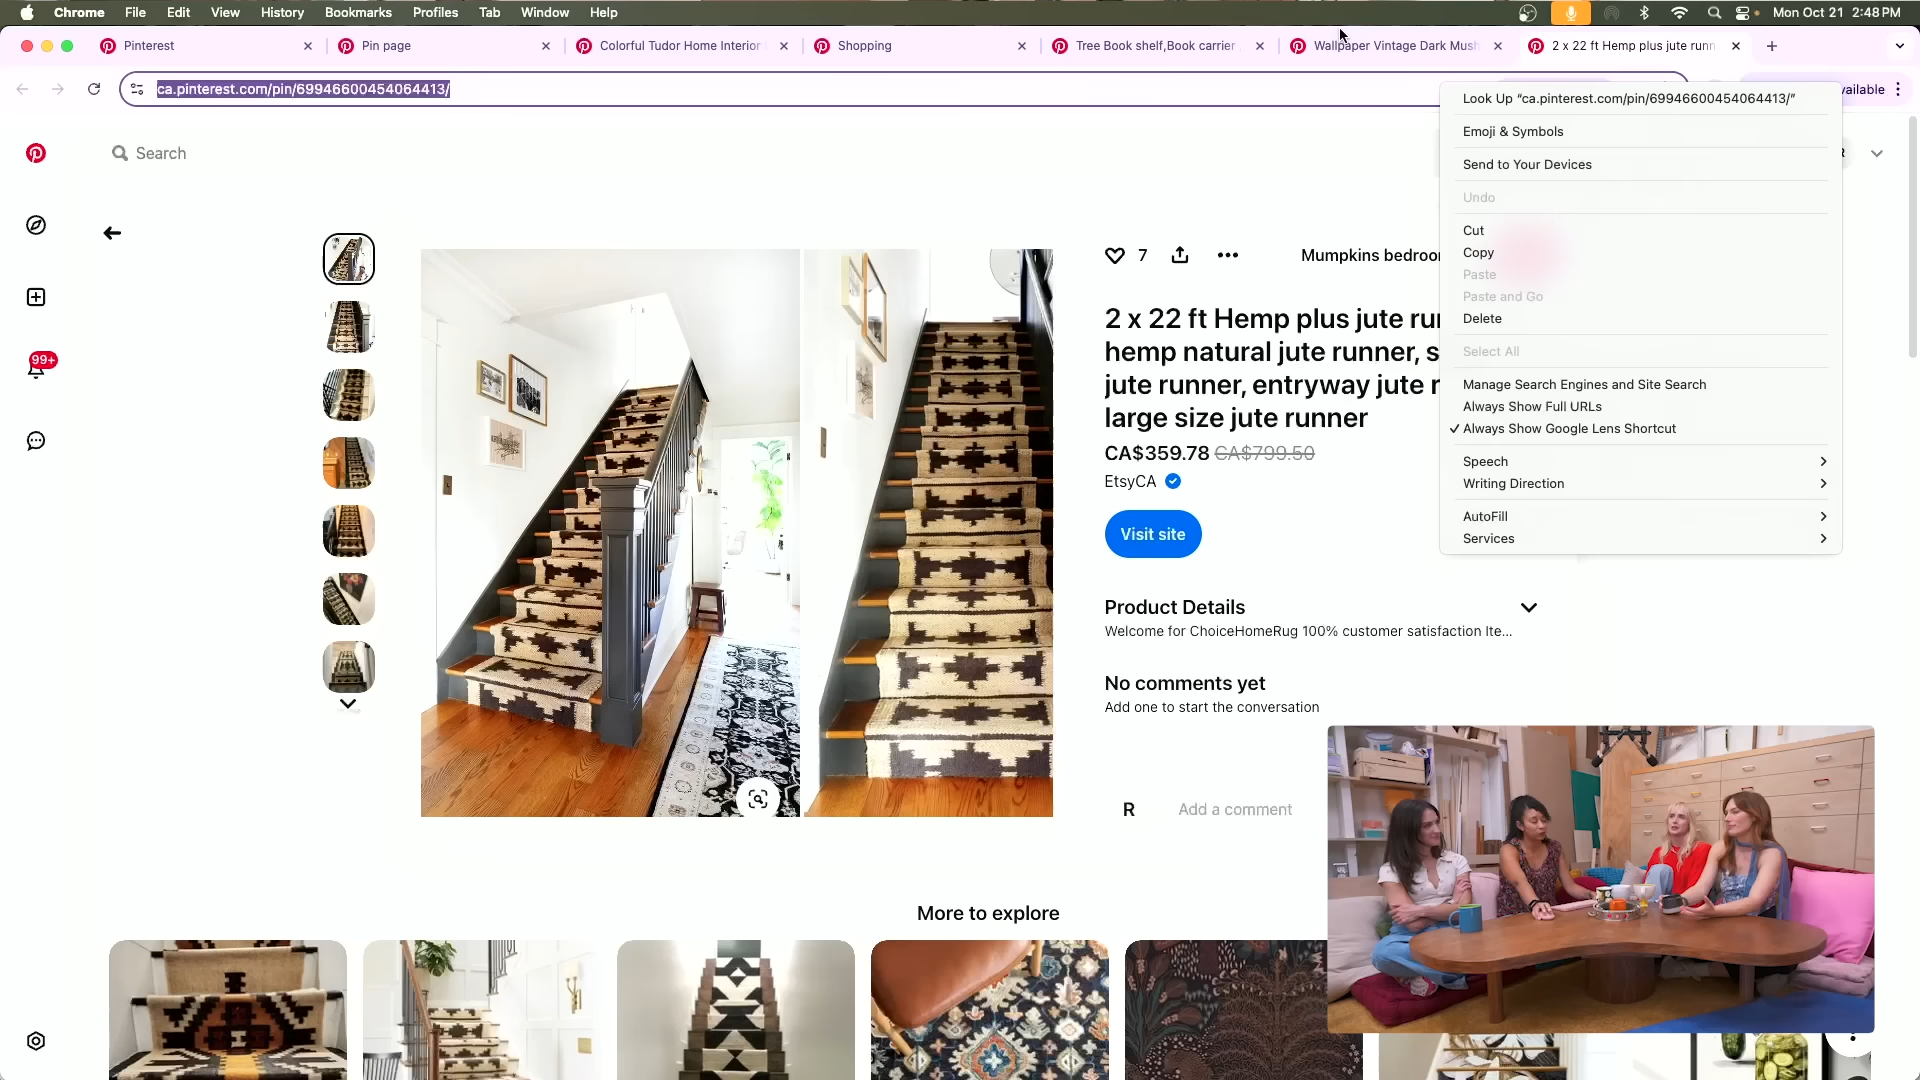 Chrome File Edit View History Bookmarks Profiles Tab Window Help
Mon Oct 21 2:48 PM
Pinterest
Pin page
Colorful Tudor Home Interior
Shopping
Tree Book shelf,Book carrier
Wallpaper Vintage Dark Mush
2 x 22 ft Hemp plus jute runn
ca.pinterest.com/pin/69946600454064413/
vailable
Search
R
Look Up “ca.pinterest.com/pin/69946600454064413/”
Emoji & Symbols
Send to Your Devices
Undo
Cut
Copy
Paste
Paste and Go
Delete
Select All
Manage Search Engines and Site Search
Always Show Full URLs
Always Show Google Lens Shortcut
Speech
Writing Direction
AutoFill
Services
99+
7
Mumpkins bedroo
2 x 22 ft Hemp plus jute ru
hemp natural jute runner, s
jute runner, entryway jute r
large size jute runner
CA$359.78 CA$799.50
EtsyCA
Visit site
Product Details
Welcome for ChoiceHomeRug 100% customer satisfaction Ite...
No comments yet
Add one to start the conversation
R
Add a comment
More to explore